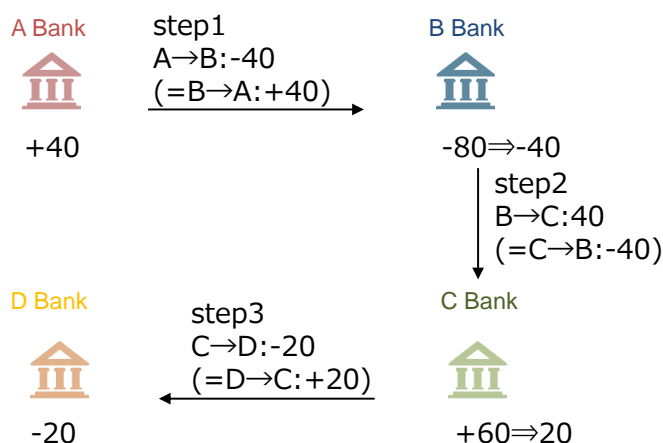 A Bank
+40
step1
A→B:-40
(=B→A:+40)
B Bank
-80⇒-40
step2
B→C:40
(=C→B:-40)
D Bank
-20
step3
C→D:-20
(=D→C:+20)
C Bank
+60⇒20